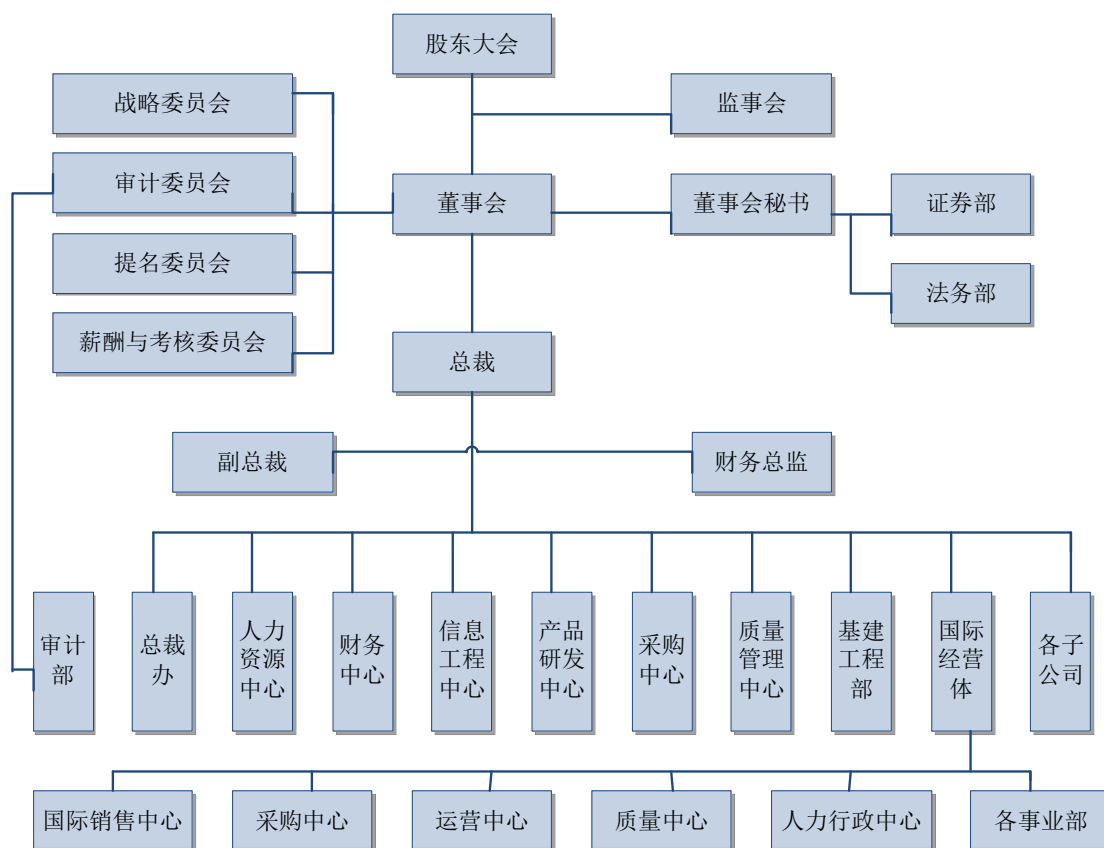 股东大会
战略委员会
监事会
审计委员会
董事会
董事会秘书
证券部
提名委员会
法务部
薪酬与考核委员会
总裁
副总裁
财务总监
审计
部
总裁
办
人力
资源
中心
财务
中心
信息
工程
中心
产品
研发
中心
采购
中心
质量
管理
中心
基建
工程
部
国际
经营
体
各子
公司
国际销售中心
采购中心
运营中心
质量中心
人力行政中心
各事业部